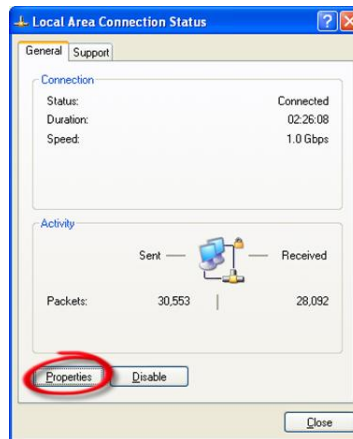 Local Area Connection Status
General Support
Connection
Status: Connected
Duration: 02:26:08
Speed: 1.0 Gbps
Activity
Sent — — Received
Packets: 30,553 | 28,092
Properties Disable
Close